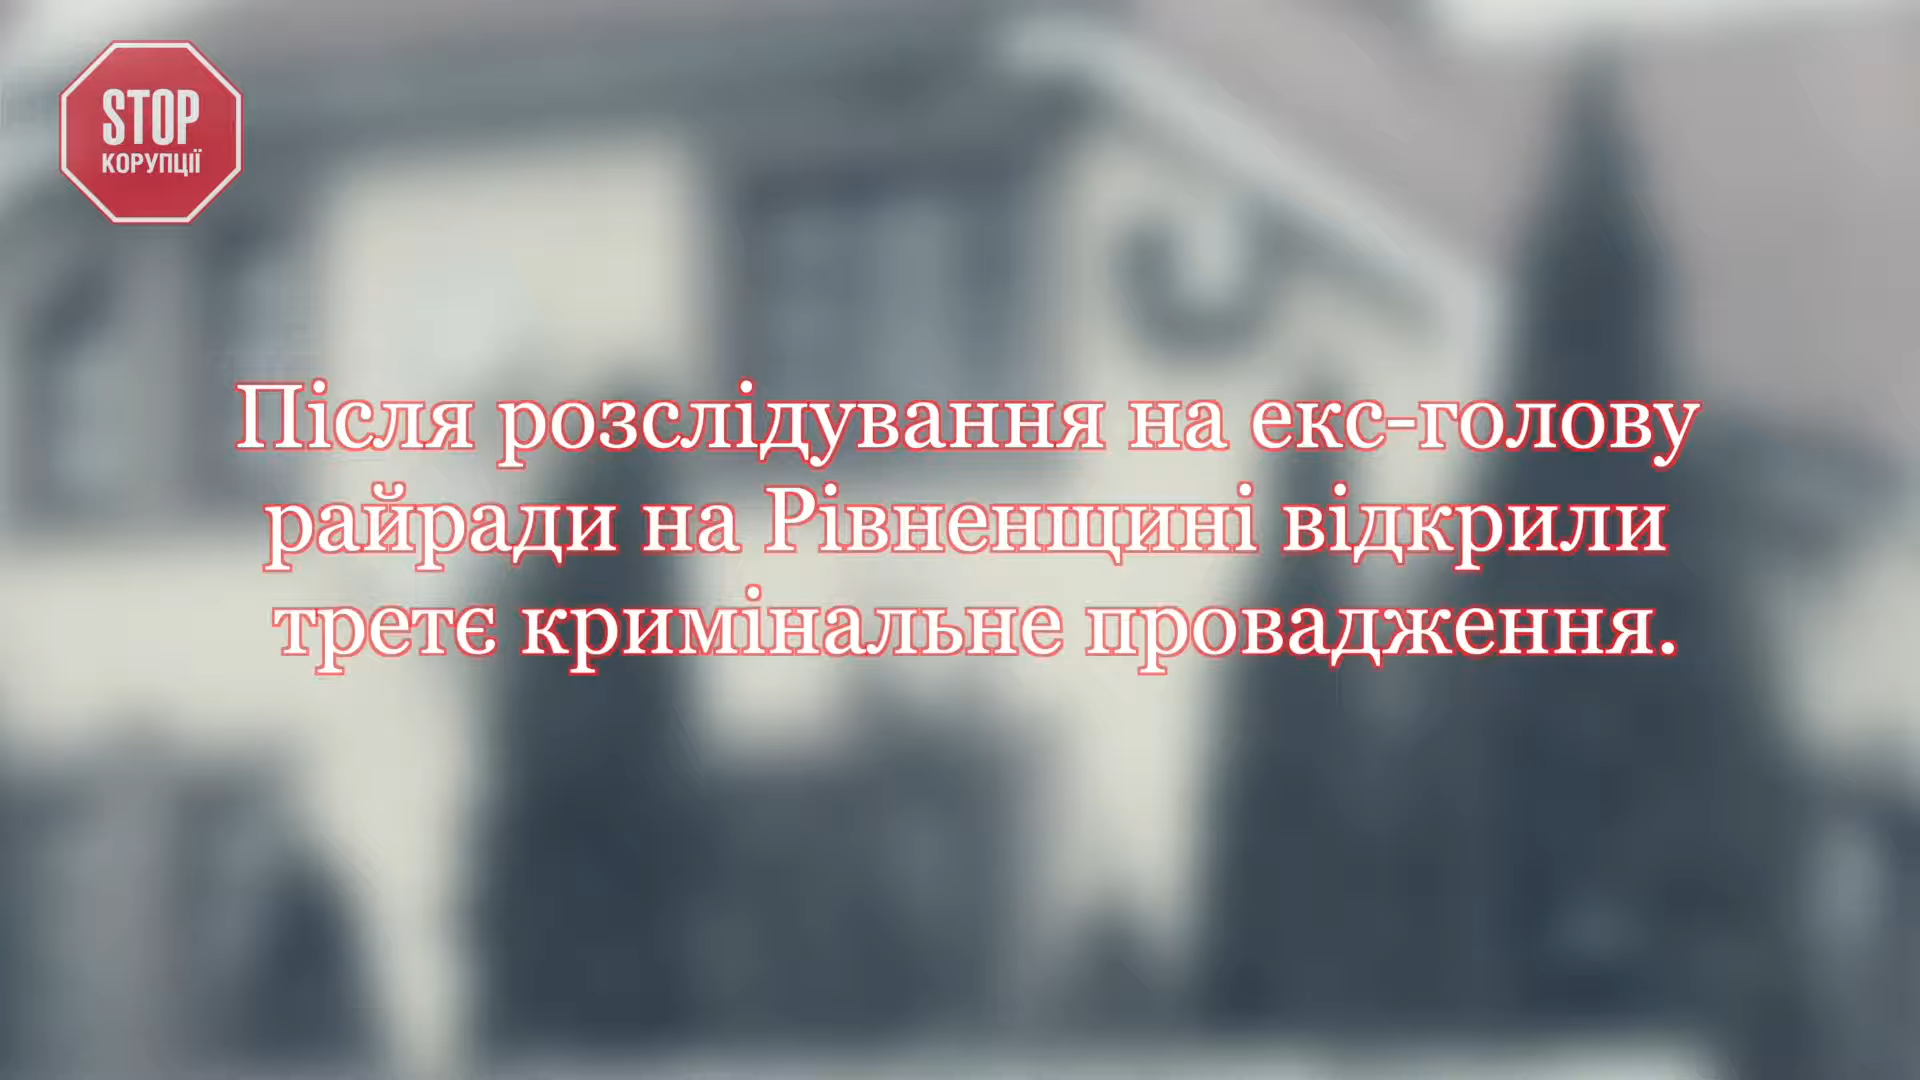 STOP
КОРУПЦІЇ
Після розслідування на екс-голову
райради на Рівненщині відкрили
третє кримінальне провадження.